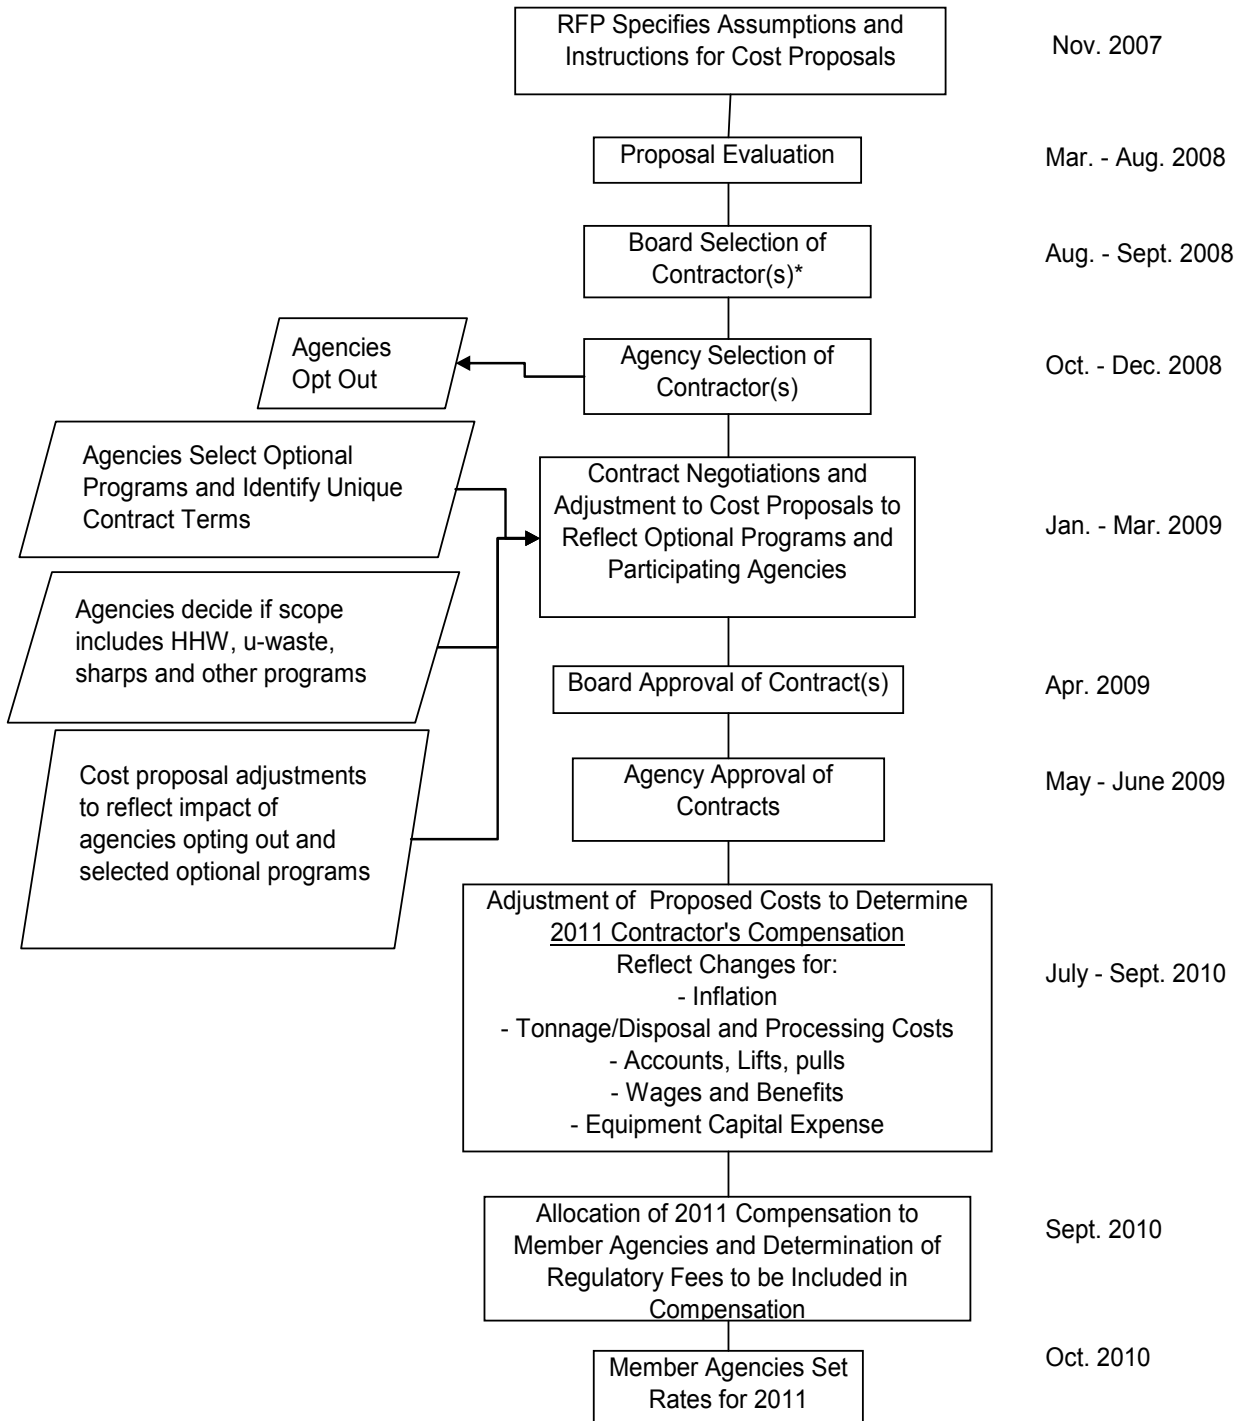 RFP Specifies Assumptions and
Instructions for Cost Proposals
Nov. 2007
Proposal Evaluation
Mar. - Aug. 2008
Board Selection of
Contractor(s)*
Aug. - Sept. 2008
Agencies
Opt Out
Agency Selection of
Contractor(s)
Oct. - Dec. 2008
Agencies Select Optional
Programs and Identify Unique
Contract Terms
Agencies decide if scope
includes HHW, u-waste,
sharps and other programs
Cost proposal adjustments
to reflect impact of
agencies opting out and
selected optional programs
Contract Negotiations and
Adjustment to Cost Proposals to
Reflect Optional Programs and
Participating Agencies
Jan. - Mar. 2009
Board Approval of Contract(s)
Apr. 2009
Agency Approval of
Contracts
May - June 2009
Adjustment of  Proposed Costs to Determine
2011 Contractor's Compensation
Reflect Changes for:
- Inflation
- Tonnage/Disposal and Processing Costs
- Accounts, Lifts, pulls
- Wages and Benefits
- Equipment Capital Expense
July - Sept. 2010
Allocation of 2011 Compensation to
Member Agencies and Determination of
Regulatory Fees to be Included in
Compensation
Sept. 2010
Member Agencies Set
Rates for 2011
Oct. 2010